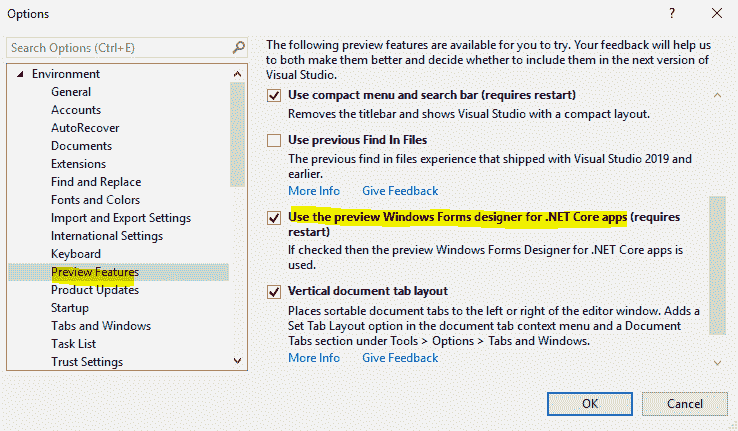 Options
? 
Search Options (Ctrl+E)
Environment
General
Accounts
AutoRecover
Documents
Extensions
Find and Replace
Fonts and Colors
Import and Export Settings
International Settings
Keyboard
Preview Features
Product Updates
Startup
Tabs and Windows
Task List
Trust Settings
The following preview features are available for you to try. Your feedback will help us
to both make them better and decide whether to include them in the next version of
Visual Studio.
Use compact menu and search bar (requires restart)
Removes the titlebar and shows Visual Studio with a compact layout.
Use previous Find In Files
The previous find in files experience that shipped with Visual Studio 2019 and
earlier.
More Info Give Feedback
Use the preview Windows Forms designer for .NET Core apps (requires
restart)
If checked then the preview Windows Forms Designer for .NET Core apps is
used.
Vertical document tab layout
Places sortable document tabs to the left or right of the editor window. Adds a
Set Tab Layout option in the document tab context menu and a Document
Tabs section under Tools > Options > Tabs and Windows.
More Info Give Feedback
OK Cancel